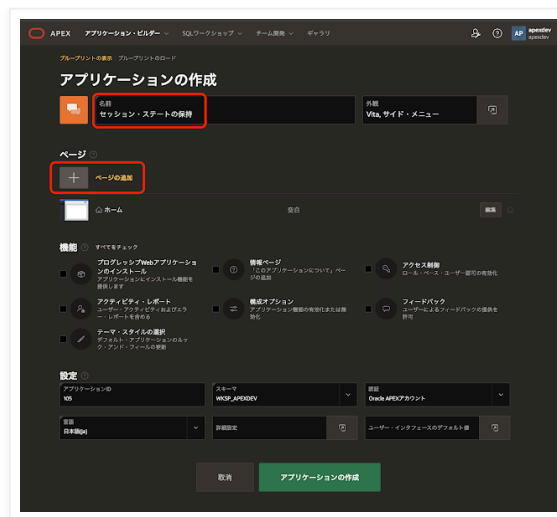 APEX アプリケーション・ビルダー SQLワークショップ チーム開発 ギャラリ AP apexdev
apexdev
ブループリントの表示 ブループリントのロード
アプリケーションの作成
名前
セッション・ステートの保持
外観
Vita, サイド・メニュー
ページ
ページの追加
ホーム 空白 編集
機能 すべてをチェック
プログレッシブWebアプリケーションのインストール
アプリケーションにインストール機能を提供します
情報ページ
「このアプリケーションについて」ページの追加
アクセス制御
ロール・ベース・ユーザー認可の有効化
アクティビティ・レポート
ユーザー・アクティビティおよびエラー・レポートを含める
構成オプション
アプリケーション機能の有効化または無効化
フィードバック
ユーザーによるフィードバックの提供を許可
テーマ・スタイルの選択
デフォルト・アプリケーションのルック・アンド・フィールの更新
設定
アプリケーションID
105
スキーマ
WKSP_APEXDEV
認証
Oracle APEXアカウント
言語
日本語(ja)
詳細設定
ユーザー・インタフェースのデフォルト値
取消 アプリケーションの作成